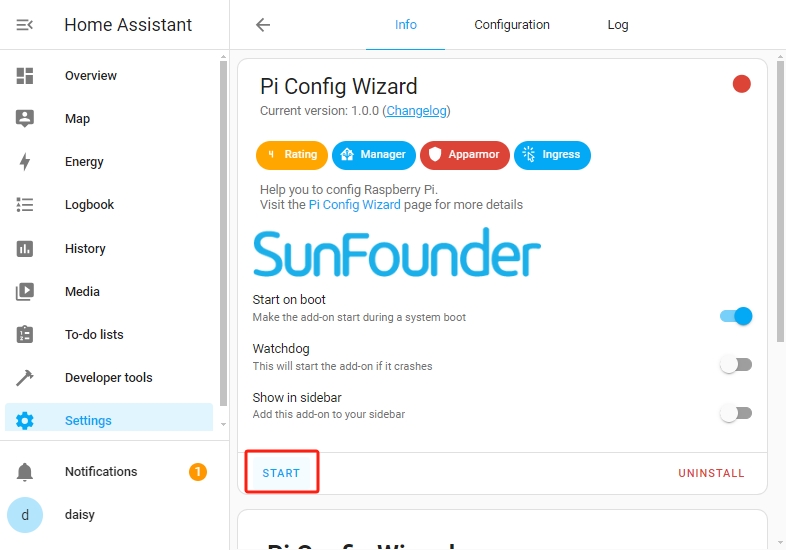 Home Assistant
Info
Configuration
Log
Overview
Map
Energy
Logbook
History
Media
To-do lists
Developer tools
Settings
Notifications
1
d
daisy
Pi Config Wizard
Current version: 1.0.0 (Changelog)
4 Rating
Manager
Apparmor
Ingress
Help you to config Raspberry Pi.
Visit the Pi Config Wizard page for more details
SunFounder
Start on boot
Make the add-on start during a system boot
Watchdog
This will start the add-on if it crashes
Show in sidebar
Add this add-on to your sidebar
START
UNINSTALL
Pi Config Wizard